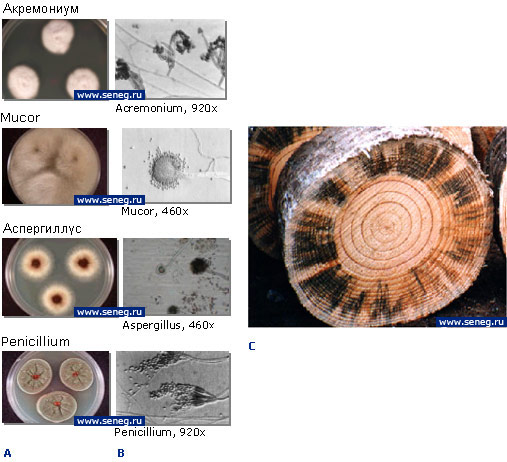 Акремониум
www.seneg.ru
Acremonium, 920x
Mucor
www.seneg.ru
Mucor, 460x
www.seneg.ru
Аспергиллус
www.seneg.ru
Aspergillus, 460x
C
Penicillium
www.seneg.ru
Penicillium, 920x
A
B